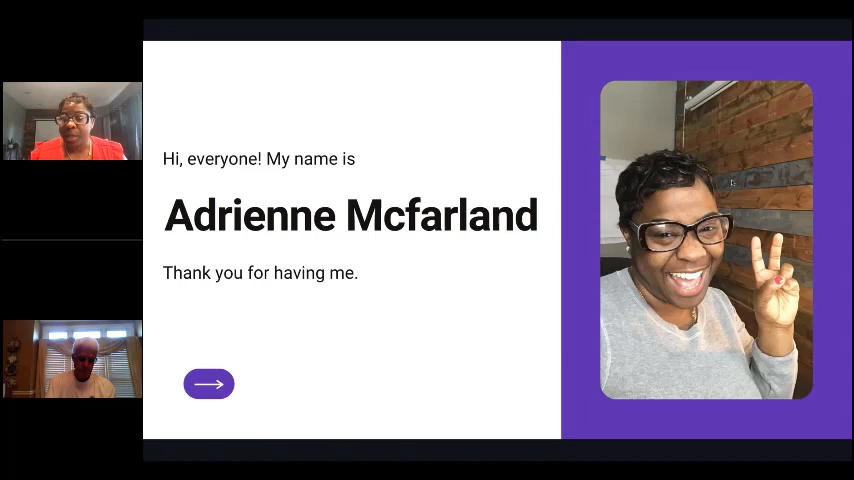 Hi, everyone! My name is
Adrienne Mcfarland
Thank you for having me.